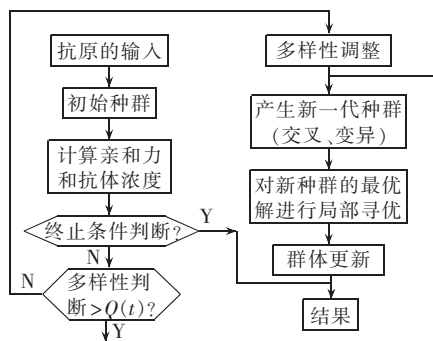 抗原的输入
初始种群
计算亲和力
和抗体浓度
终止条件判断?
Y
N
多样性判
断>Q(t)?
N
Y
多样性调整
产生新一代种群
(交叉、变异)
对新种群的最优
解进行局部寻优
群体更新
结果